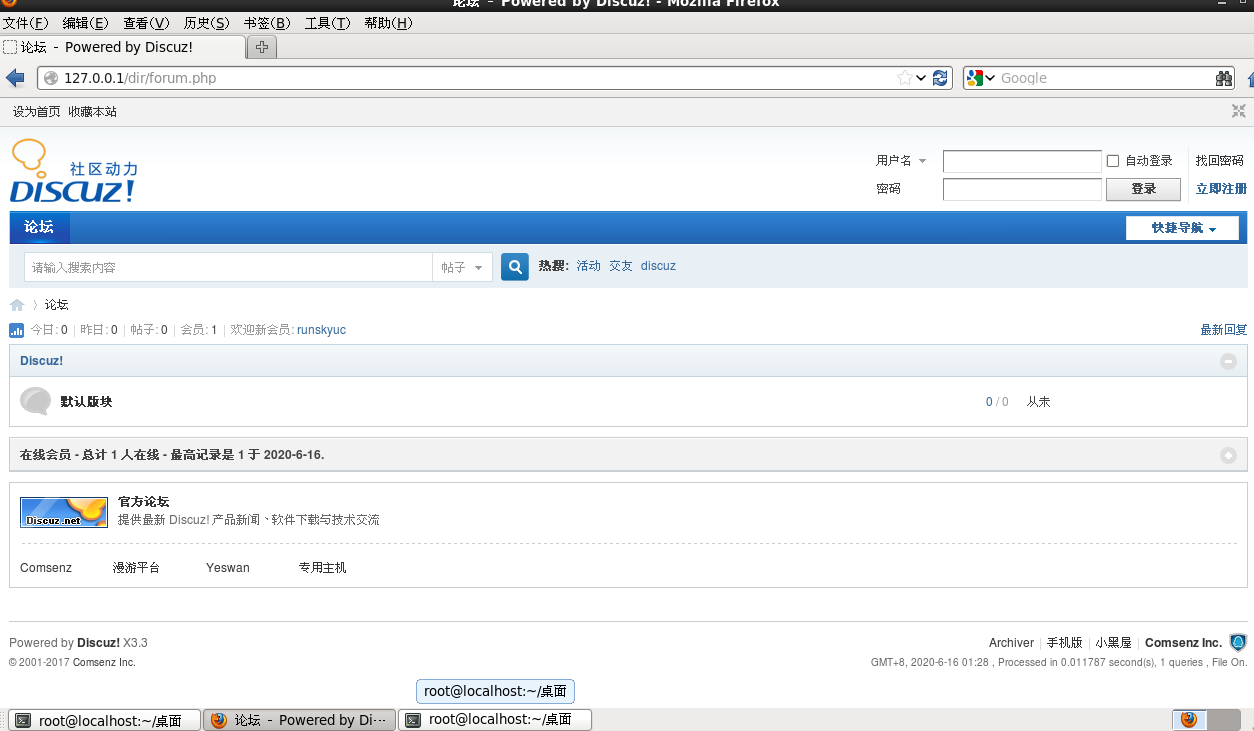 论坛 - Powered by Discuz! - Mozilla Firefox
文件(F) 编辑(E) 查看(V) 历史(S) 书签(B) 工具(T) 帮助(H)
论坛 - Powered by Discuz!
127.0.0.1/dir/forum.php Google
设为首页 收藏本站
社区动力
DISCUZ!
用户名 自动登录 找回密码
密码 登录 立即注册
论坛 快捷导航
请输入搜索内容 帖子 热搜: 活动 交友 discuz
论坛
今日: 0 | 昨日: 0 | 帖子: 0 | 会员: 1 | 欢迎新会员: runskyuc 最新回复
Discuz!
默认版块 0 / 0 从未
在线会员 - 总计 1 人在线 - 最高记录是 1 于 2020-6-16.
Discuz.net
官方论坛
提供最新 Discuz! 产品新闻、软件下载与技术交流
Comsenz 漫游平台 Yeswan 专用主机
Powered by Discuz! X3.3 Archiver | 手机版 | 小黑屋 | Comsenz Inc.
© 2001-2017 Comsenz Inc. GMT+8, 2020-6-16 01:28 , Processed in 0.011787 second(s), 1 queries , File On.
root@localhost:~/桌面
root@localhost:~/桌面 论坛 - Powered by Di··· root@localhost:~/桌面